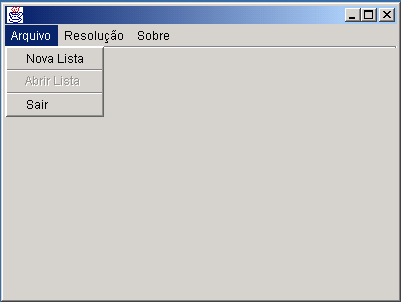 Arquivo Resolução Sobre
Nova Lista
Abrir Lista
Sair